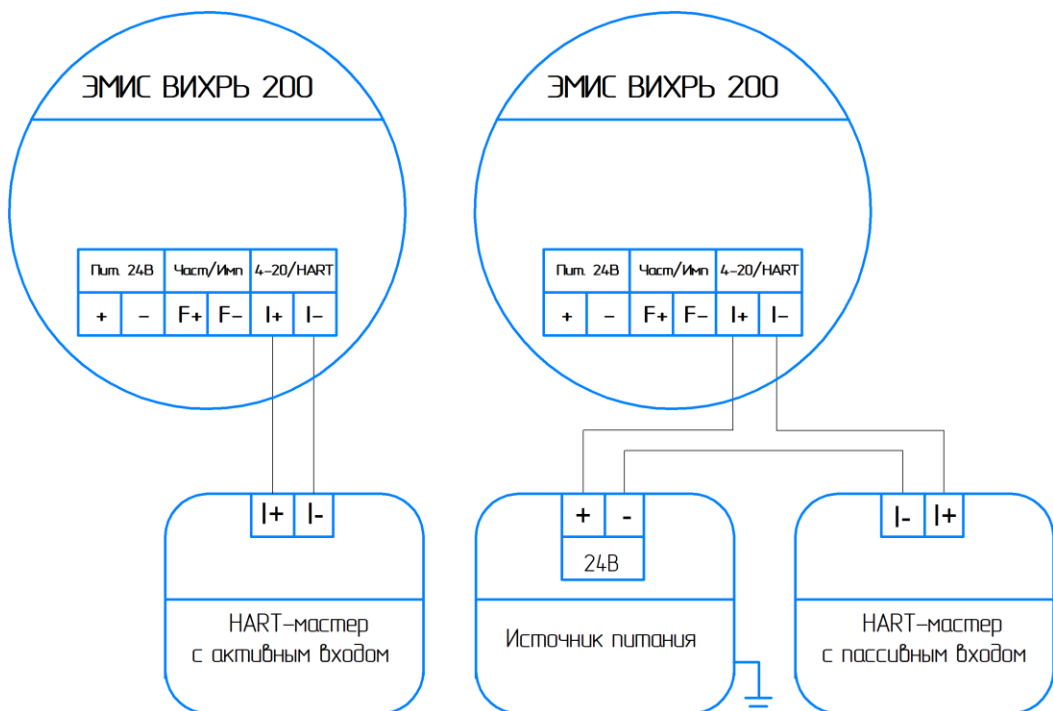 ЭМИС ВИХРЬ 200
Пит. 24В Част/Имп 4-20/HART
+ - F+ F- I+ I-
I+ I-
HART-мастер
с активным входом
ЭМИС ВИХРЬ 200
Пит. 24В Част/Имп 4-20/HART
+ - F+ F- I+ I-
+ -
24В
Источник питания
I- I+
HART-мастер
с пассивным входом